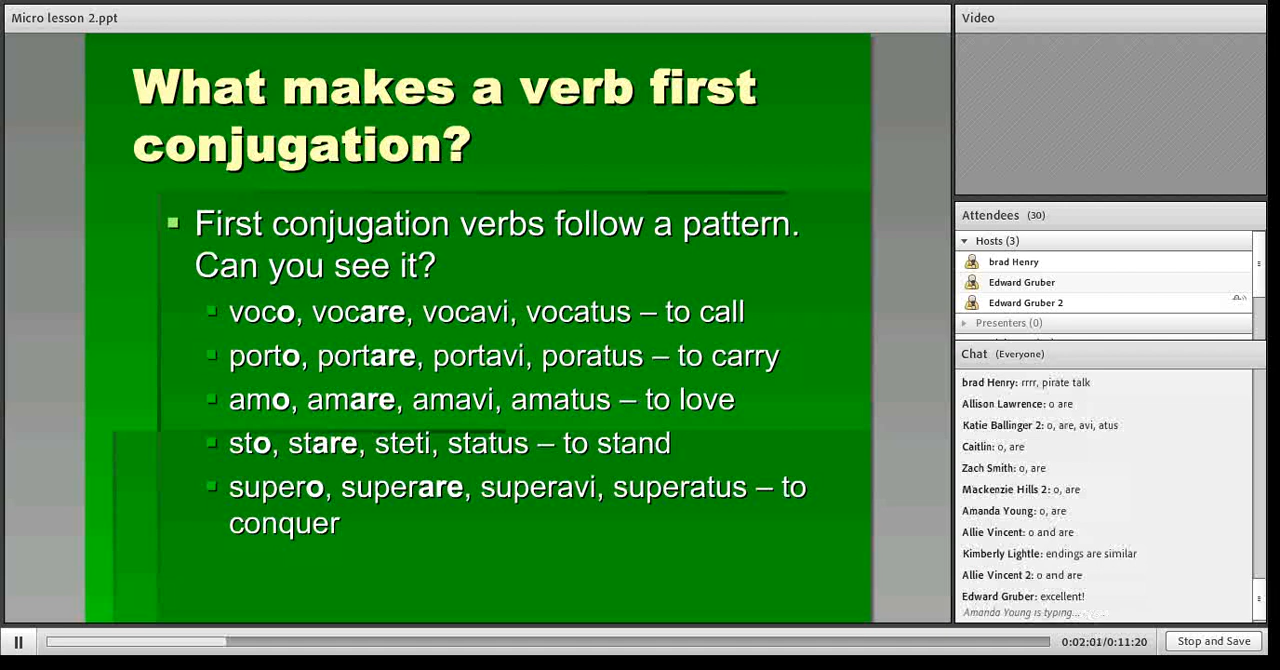 Micro lesson 2.ppt
What makes a verb first
conjugation?
First conjugation verbs follow a pattern.
Can you see it?
voco, vocare, vocavi, vocatus – to call
porto, portare, portavi, poratus – to carry
amo, amare, amavi, amatus – to love
sto, stare, steti, status – to stand
supero, superare, superavi, superatus – to
conquer
Video
Attendees (30)
Hosts (3)
brad Henry
Edward Gruber
Edward Gruber 2
Presenters (0)
Chat (Everyone)
brad Henry: rrrr, pirate talk
Allison Lawrence: o are
Katie Ballinger 2: o, are, avi, atus
Caitlin: o, are
Zach Smith: o, are
Mackenzie Hills 2: o, are
Amanda Young: o, are
Allie Vincent: o and are
Kimberly Lightle: endings are similar
Allie Vincent 2: o and are
Edward Gruber: excellent!
Amanda Young is typing...
0:02:01/0:11:20
Stop and Save